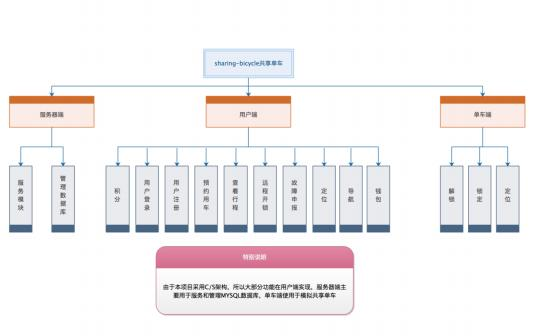 sharing-bicycle共享单车
服务器端
用户端
单车端
服务模块
管理数据库
积分
用户登录
用户注册
预约用车
查看行程
远程开锁
故障申报
定位
导航
钱包
解锁
锁定
定位
特别说明
由于本项目采用C/S架构，所以大部分功能在用户端实现。服务器端主
要用于服务和管理MYSQL数据库，单车端使用于模拟共享单车